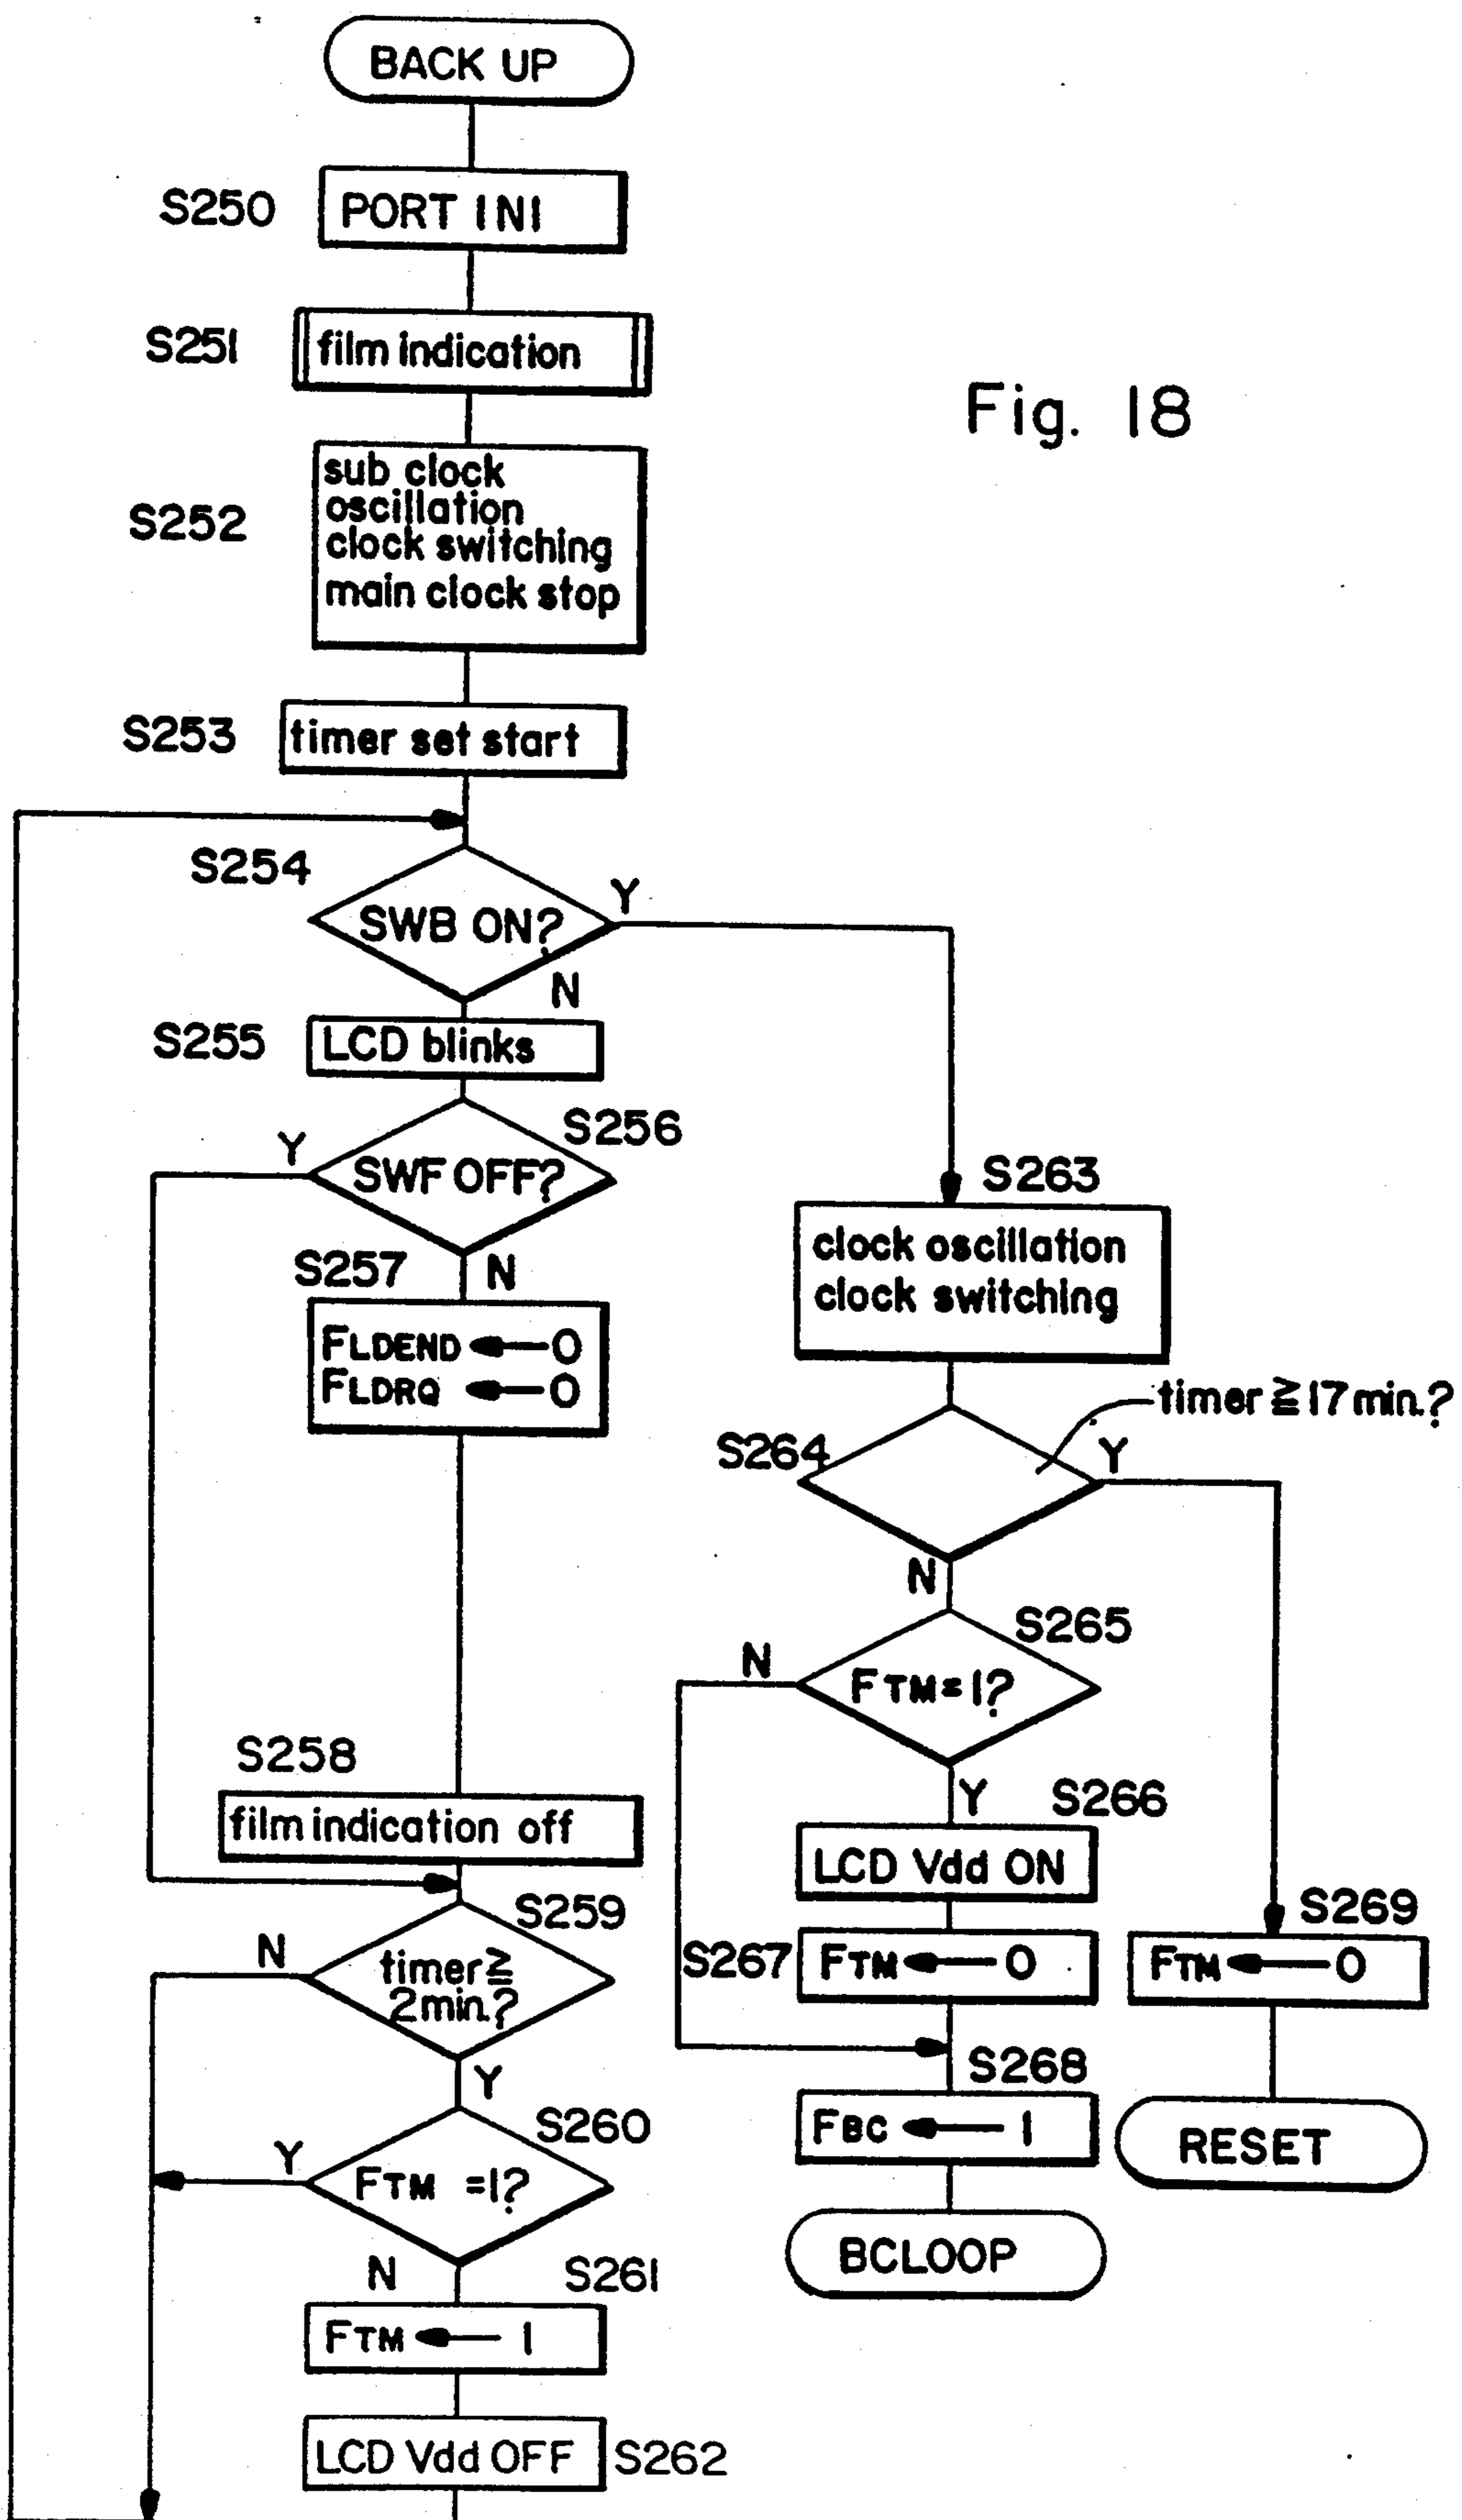 BACK UP
S250
PORT INI
S251
film indication
Fig. 18
S252
sub clock
oscillation
clock switching
main clock stop
S253
timer set start
S254
SWB ON?
Y
N
S255
LCD blinks
S256
Y
SWF OFF?
S257
N
FLDEND ← 0
FLDRQ ← 0
S263
clock oscillation
clock switching
timer ≧ 17 min.?
S264
Y
N
S265
N
FTM = 1?
S258
film indication off
Y
S266
LCD Vdd ON
S259
N
timer ≧
2min.?
Y
S267
FTM ← 0
S269
FTM ← 0
S268
FBC ← 1
RESET
S260
Y
FTM =1?
N
BCLOOP
S261
FTM ← 1
LCD Vdd OFF
S262